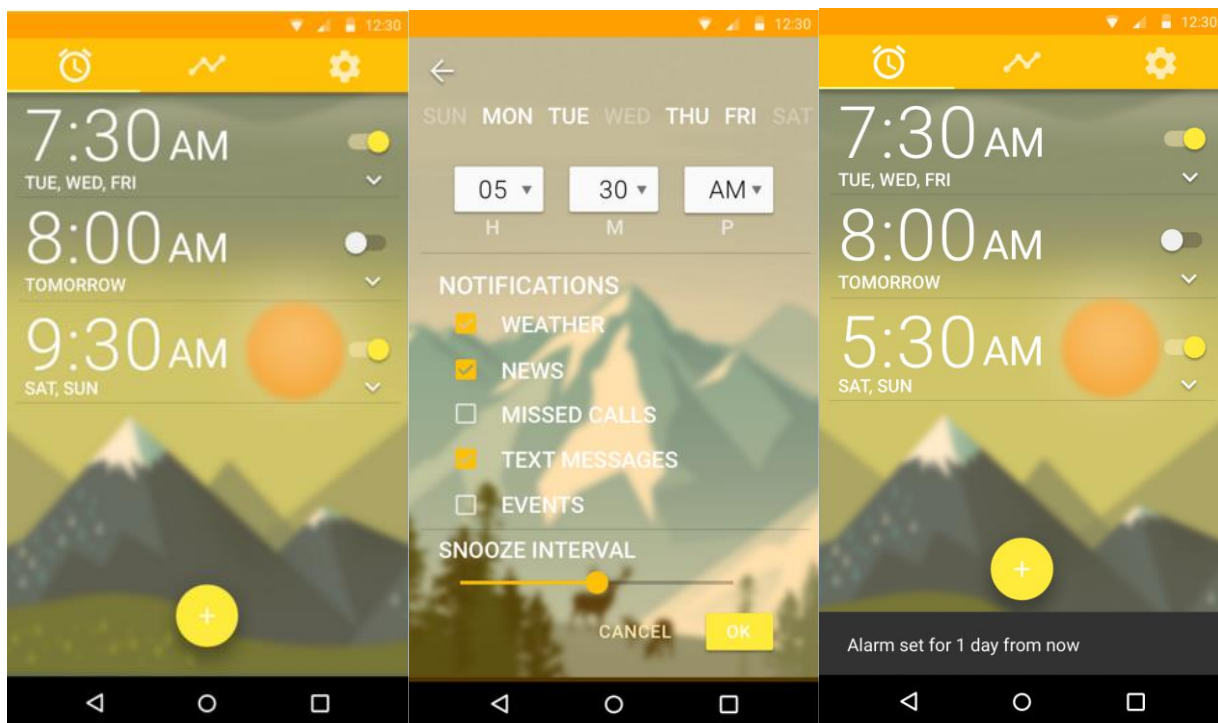 12:30
7:30 AM
TUE, WED, FRI
8:00 AM
TOMORROW
9:30 AM
SAT, SUN
12:30
SUN MON TUE WED THU FRI SAT
05 30 AM
H M P
NOTIFICATIONS
WEATHER
NEWS
MISSED CALLS
TEXT MESSAGES
EVENTS
SNOOZE INTERVAL
CANCEL OK
12:30
7:30 AM
TUE, WED, FRI
8:00 AM
TOMORROW
5:30 AM
SAT, SUN
Alarm set for 1 day from now